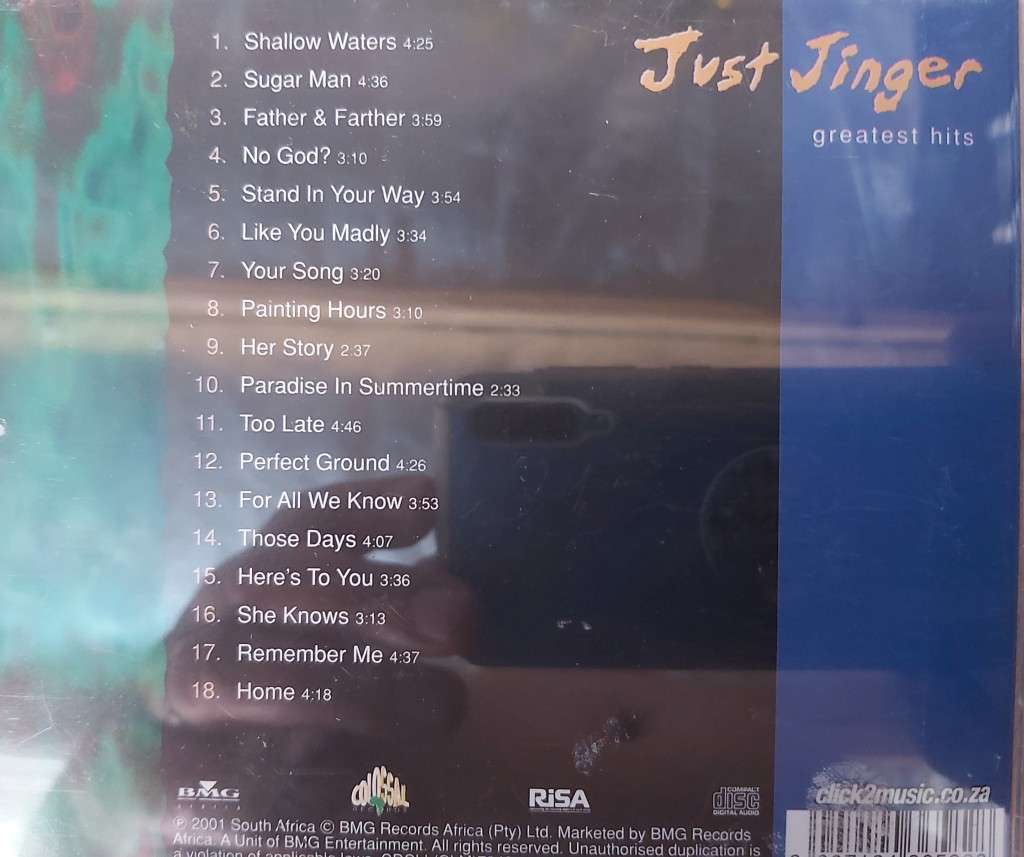 Just Jinger
greatest hits
1. Shallow Waters 4:25
2. Sugar Man 4:36
3. Father & Farther 3:59
4. No God? 3:10
5. Stand In Your Way 3:54
6. Like You Madly 3:34
7. Your Song 3:20
8. Painting Hours 3:10
9. Her Story 2:37
10. Paradise In Summertime 2:33
11. Too Late 4:46
12. Perfect Ground 4:26
13. For All We Know 3:53
14. Those Days 4:07
15. Here's To You 3:36
16. She Knows 3:13
17. Remember Me 4:37
18. Home 4:18
BMG
COLOSSAL
RiSA
COMPACT
disc
DIGITAL AUDIO
click2music.co.za
℗ 2001 South Africa © BMG Records Africa (Pty) Ltd. Marketed by BMG Records
Africa. A Unit of BMG Entertainment. All rights reserved. Unauthorised duplication is
a violation of applicable laws.